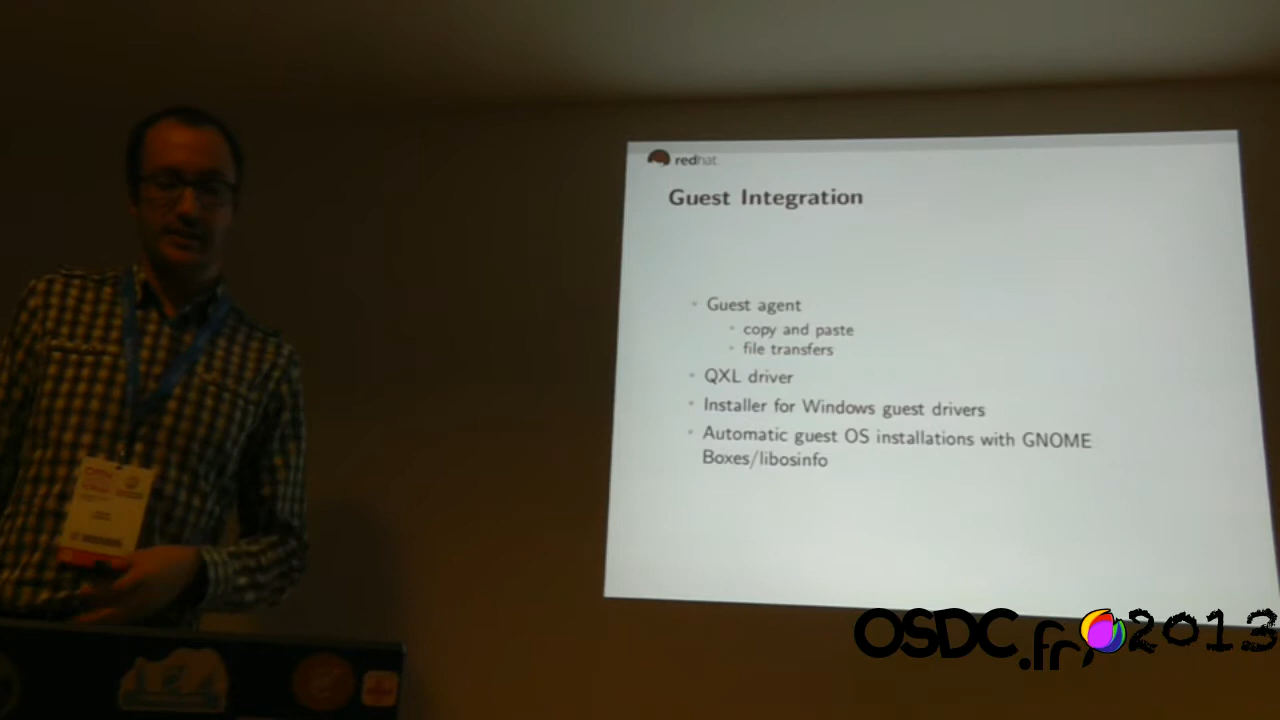 redhat
Guest Integration
Guest agent
copy and paste
file transfers
QXL driver
Installer for Windows guest drivers
Automatic guest OS installations with GNOME
Boxes/libosinfo
OSDC.fr 2013